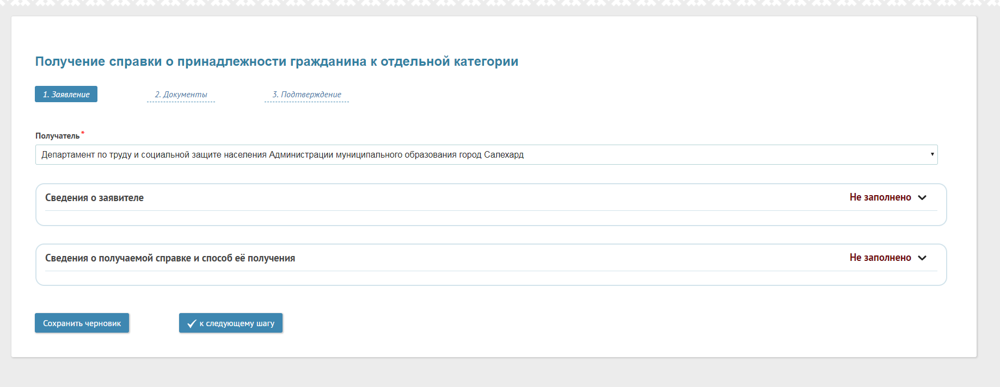 Получение справки о принадлежности гражданина к отдельной категории
1. Заявление
2. Документы
3. Подтверждение
Получатель *
Департамент по труду и социальной защите населения Администрации муниципального образования город Салехард
Сведения о заявителе
Не заполнено
Сведения о получаемой справке и способ её получения
Не заполнено
Сохранить черновик
к следующему шагу